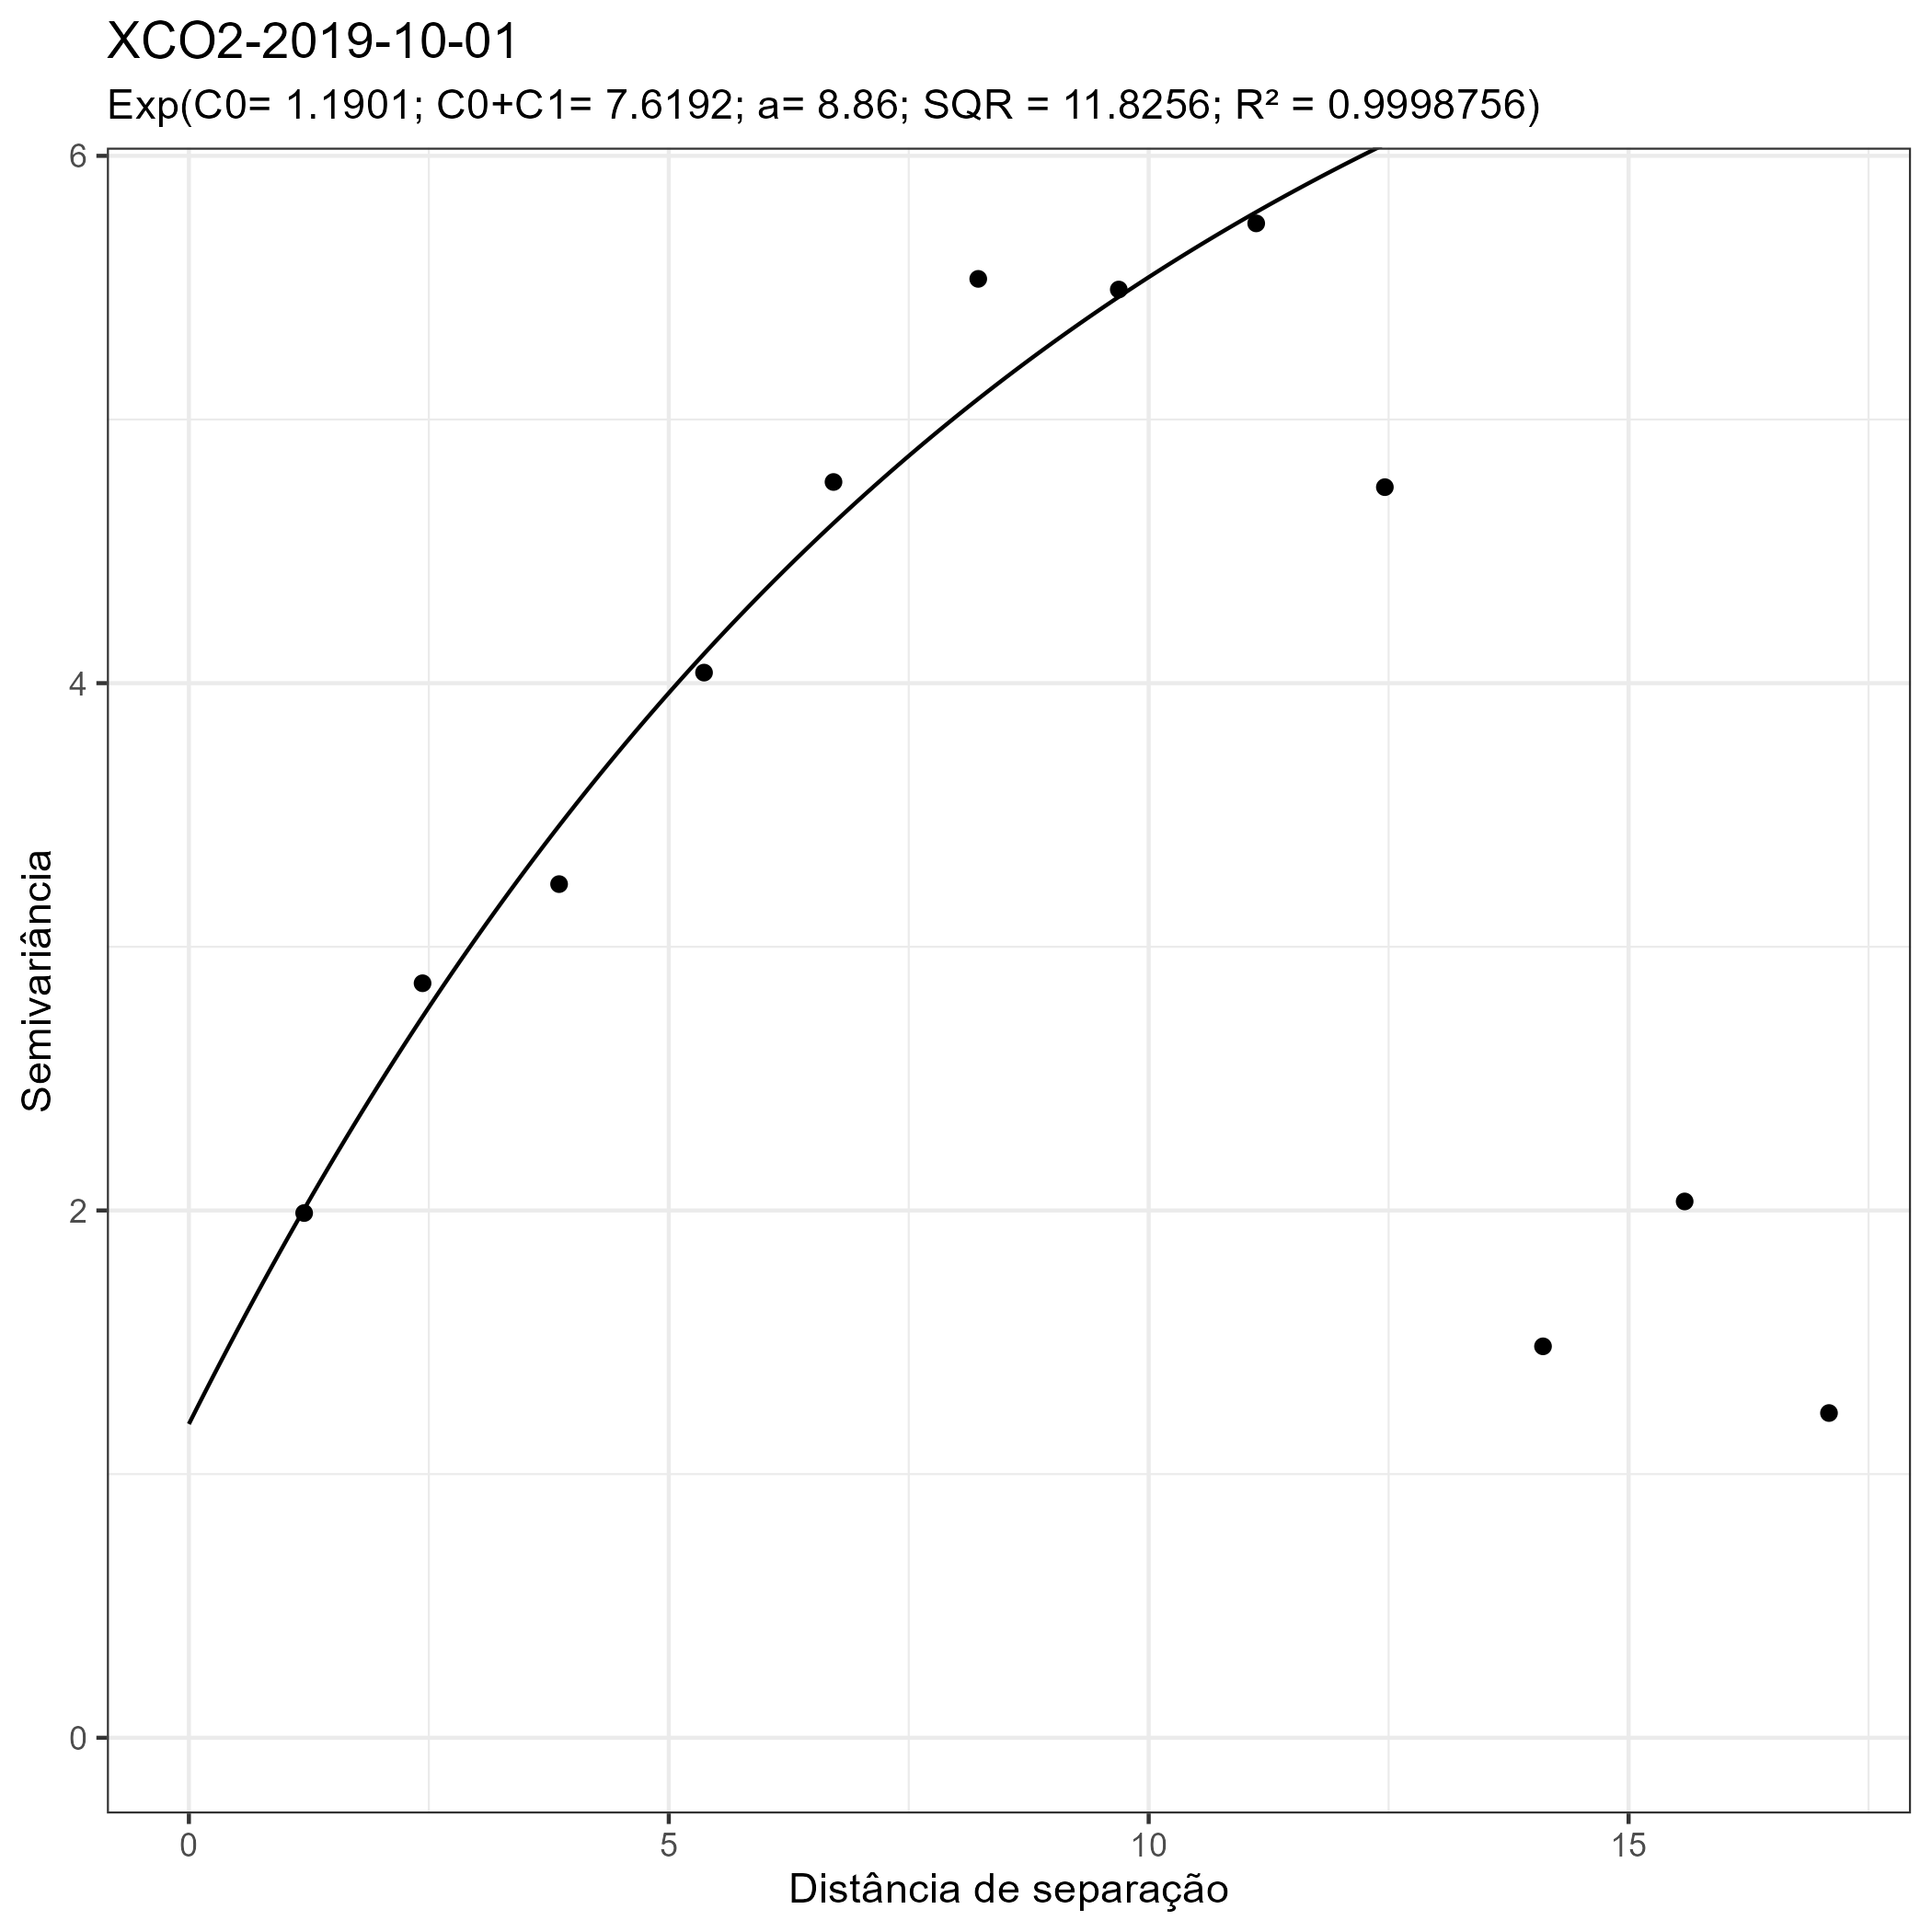 XCO2-2019-10-01
Exp(C0= 1.1901; C0+C1= 7.6192; a= 8.86; SQR = 11.8256; R² = 0.9998756)
6
4
2
0
Semivariância
0 5 10 15
Distância de separação